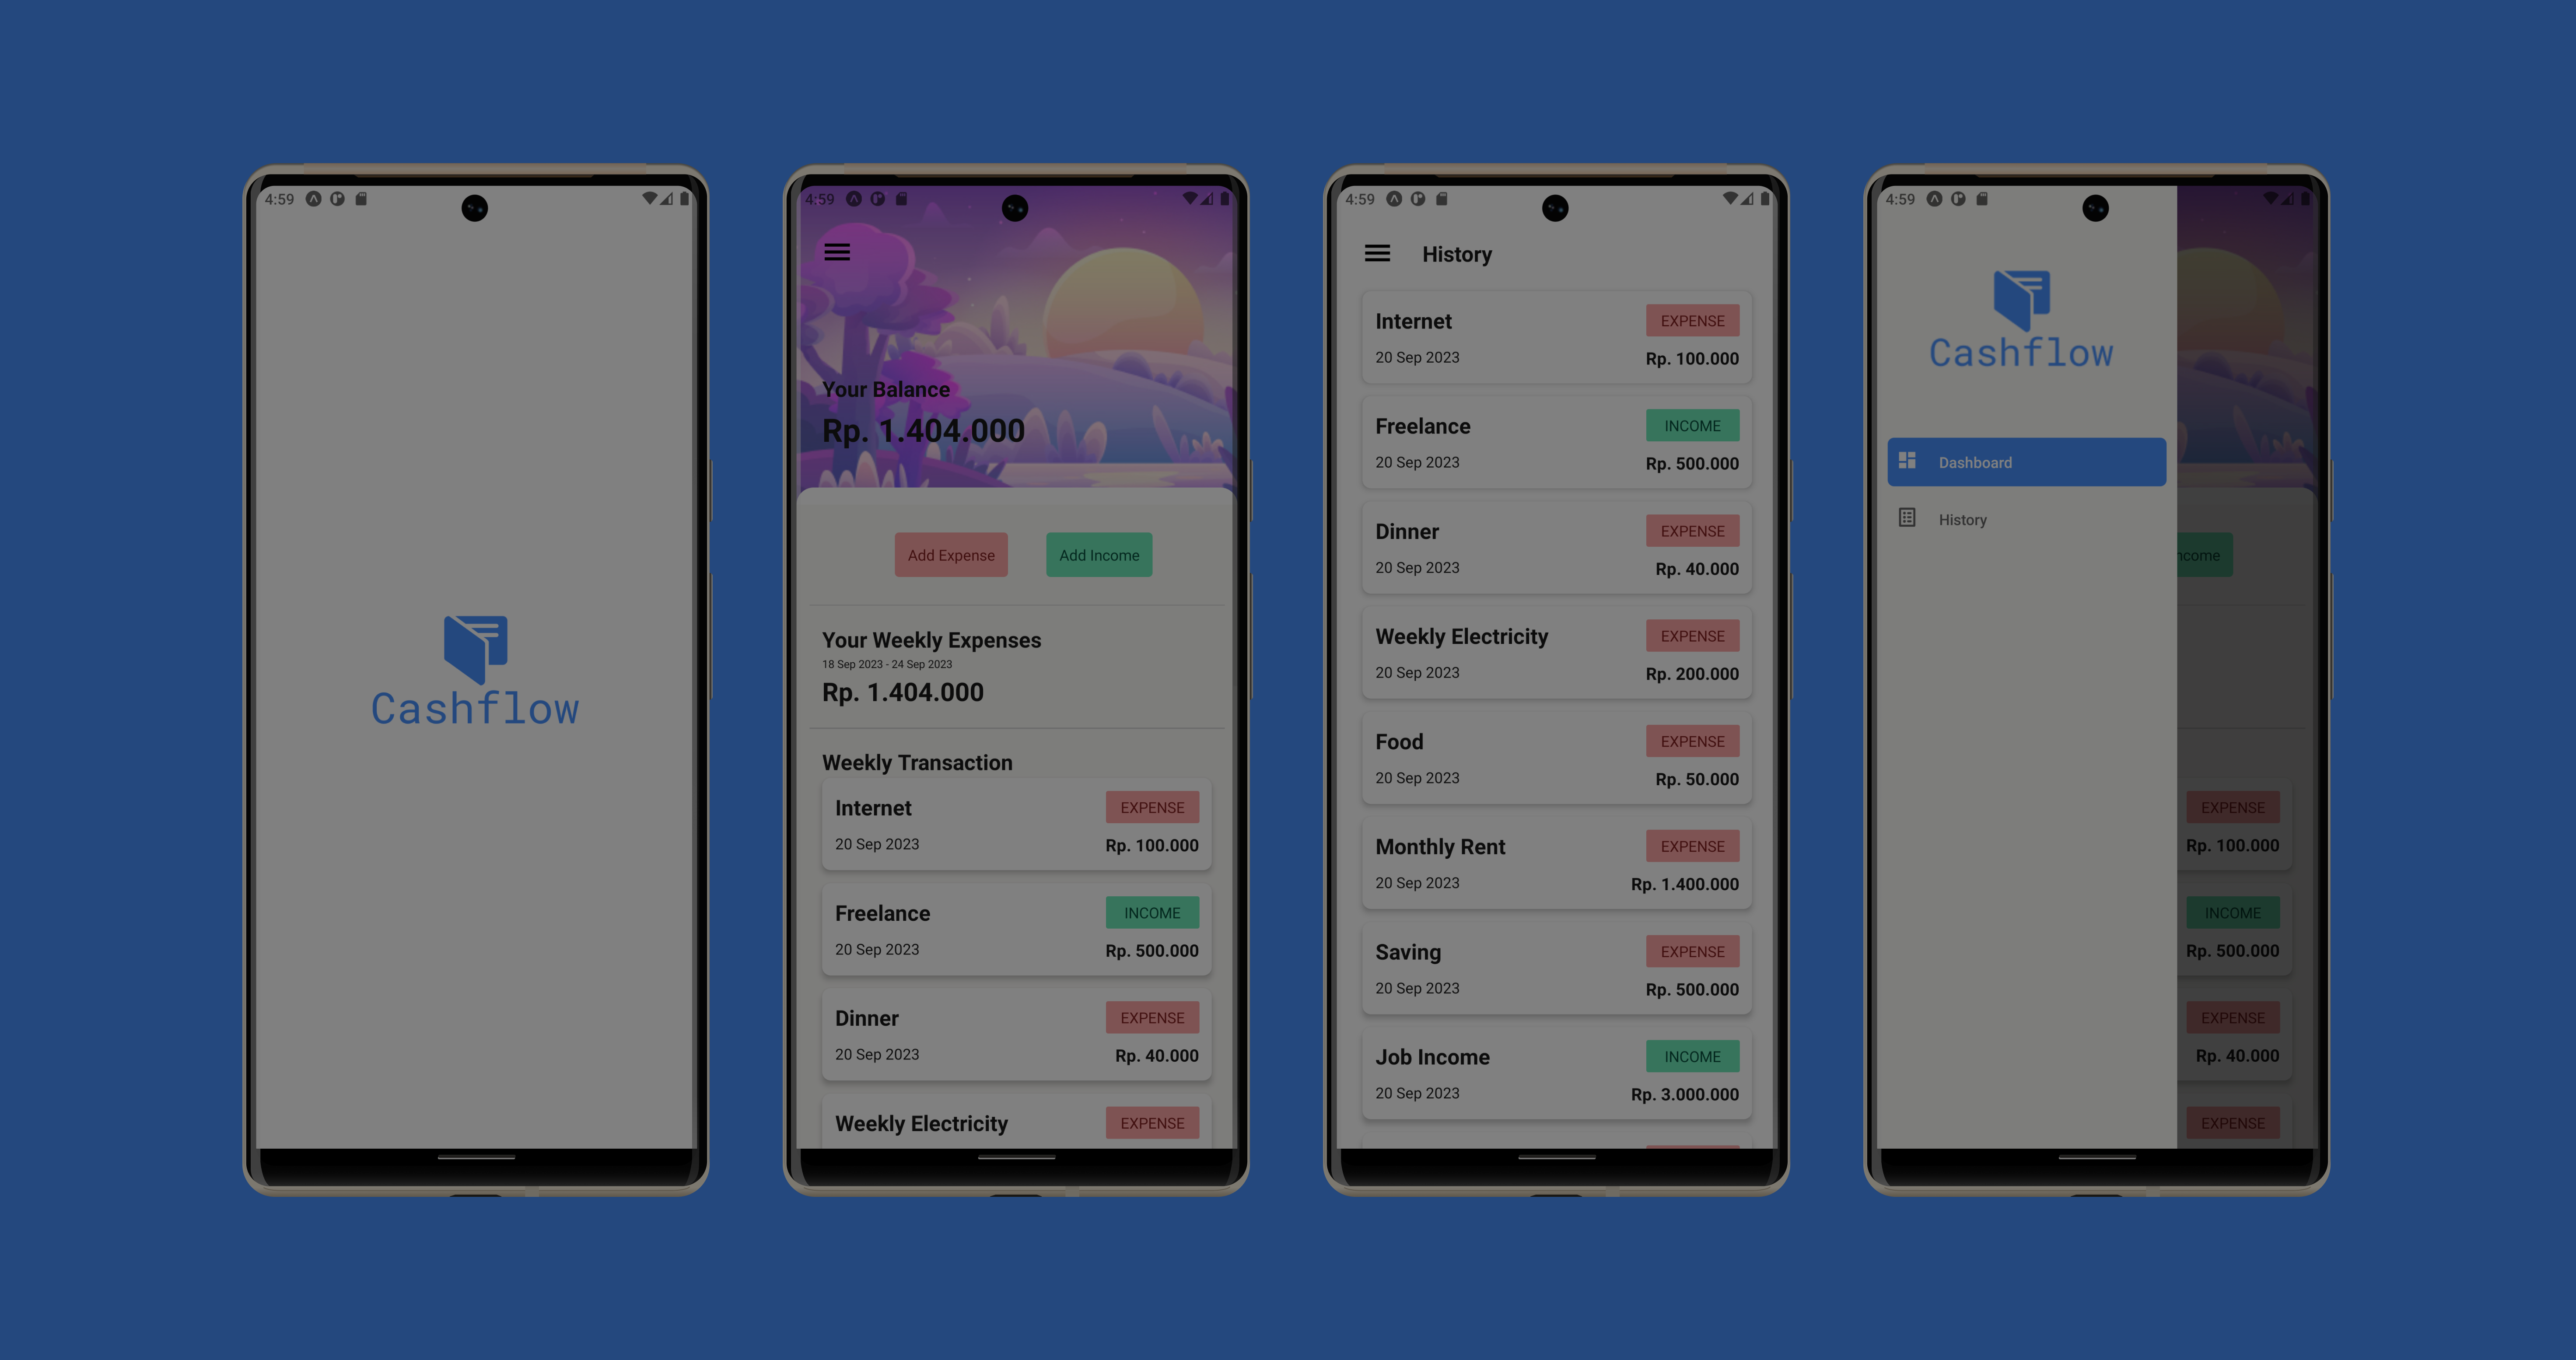 4:59
Cashflow
4:59
Your Balance
Rp. 1.404.000
Add Expense
Add Income
Your Weekly Expenses
18 Sep 2023 - 24 Sep 2023
Rp. 1.404.000
Weekly Transaction
Internet
EXPENSE
20 Sep 2023
Rp. 100.000
Freelance
INCOME
20 Sep 2023
Rp. 500.000
Dinner
EXPENSE
20 Sep 2023
Rp. 40.000
Weekly Electricity
EXPENSE
4:59
History
Internet
EXPENSE
20 Sep 2023
Rp. 100.000
Freelance
INCOME
20 Sep 2023
Rp. 500.000
Dinner
EXPENSE
20 Sep 2023
Rp. 40.000
Weekly Electricity
EXPENSE
20 Sep 2023
Rp. 200.000
Food
EXPENSE
20 Sep 2023
Rp. 50.000
Monthly Rent
EXPENSE
20 Sep 2023
Rp. 1.400.000
Saving
EXPENSE
20 Sep 2023
Rp. 500.000
Job Income
INCOME
20 Sep 2023
Rp. 3.000.000
4:59
Cashflow
Dashboard
History
ncome
EXPENSE
Rp. 100.000
INCOME
Rp. 500.000
EXPENSE
Rp. 40.000
EXPENSE